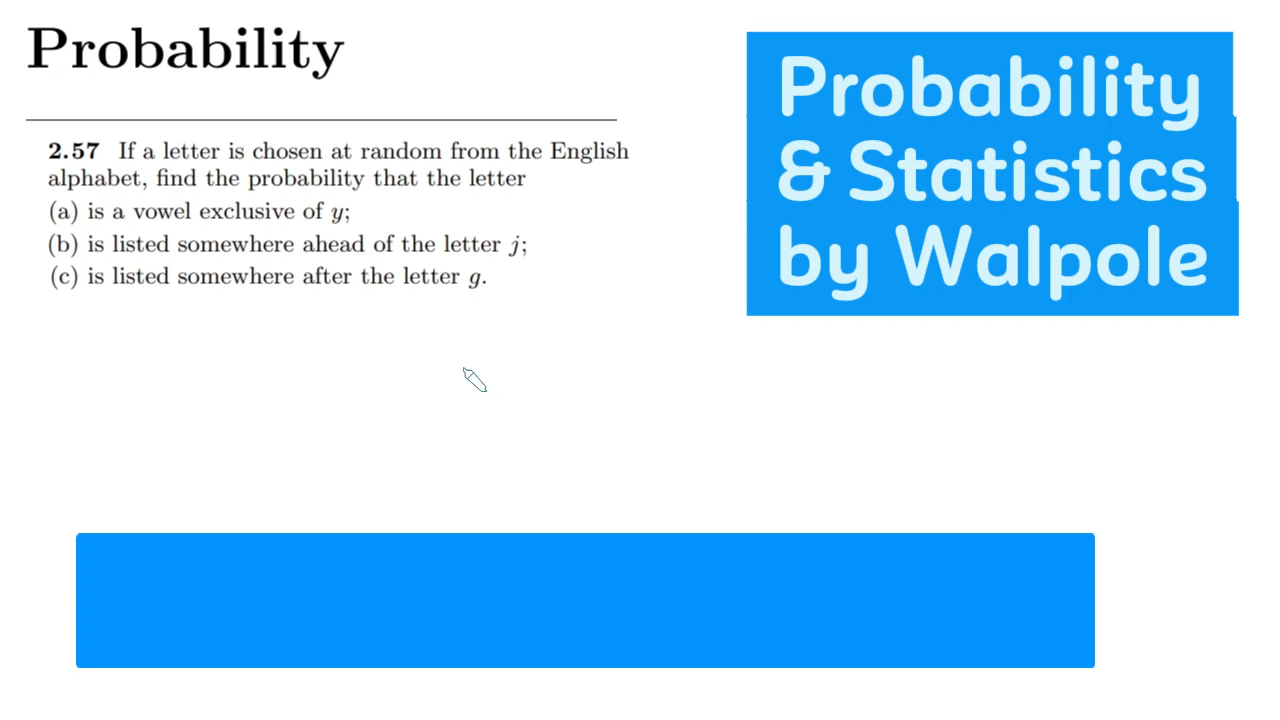 Probability
2.57 If a letter is chosen at random from the English
alphabet, find the probability that the letter
(a) is a vowel exclusive of y;
(b) is listed somewhere ahead of the letter j;
(c) is listed somewhere after the letter g.
Probability
& Statistics
by Walpole